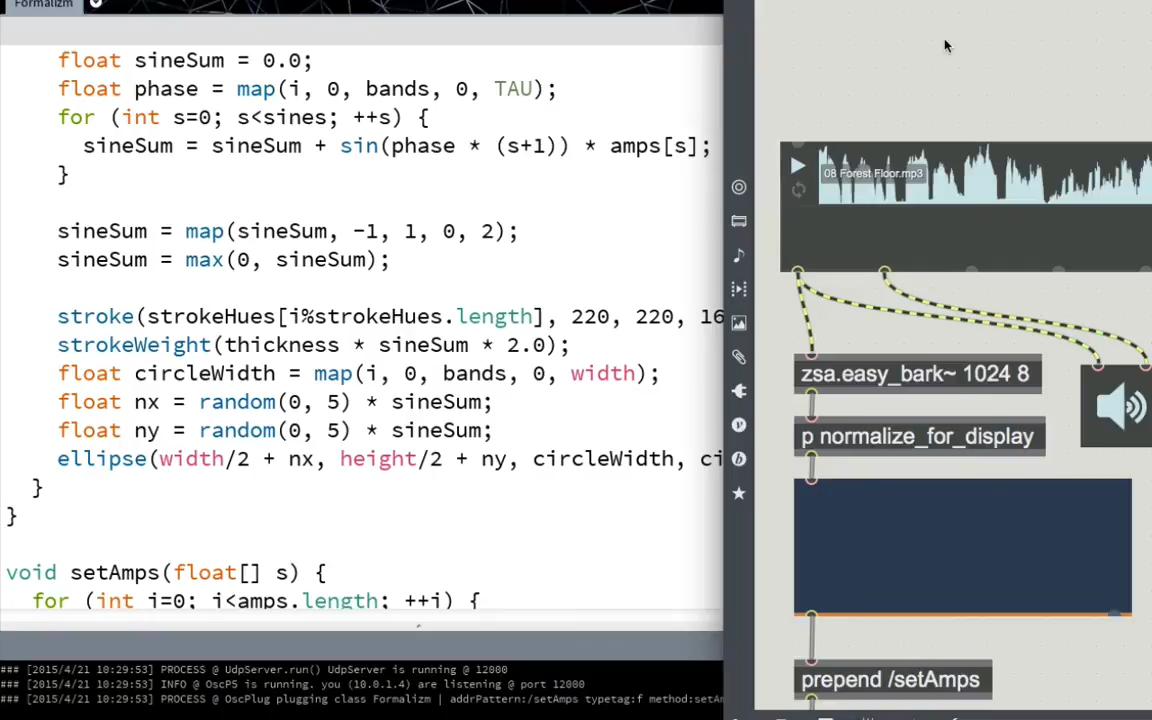 Formalizm
float sineSum = 0.0;
float phase = map(i, 0, bands, 0, TAU);
for (int s=0; s<sines; ++s) {
sineSum = sineSum + sin(phase * (s+1)) * amps[s];
}
sineSum = map(sineSum, -1, 1, 0, 2);
sineSum = max(0, sineSum);
stroke(strokeHues[i%strokeHues.length], 220, 220, 16
strokeWeight(thickness * sineSum * 2.0);
float circleWidth = map(i, 0, bands, 0, width);
float nx = random(0, 5) * sineSum;
float ny = random(0, 5) * sineSum;
ellipse(width/2 + nx, height/2 + ny, circleWidth, ci
}
}
void setAmps(float[] s) {
for (int i=0; i<amps.length; ++i) {
### [2015/4/21 10:29:53] PROCESS @ UdpServer.run() UdpServer is running @ 12000
### [2015/4/21 10:29:53] INFO @ OscP5 is running. you (10.0.1.4) are listening @ port 12000
### [2015/4/21 10:29:53] PROCESS @ OscPlug plugging class Formalizm | addrPattern:/setAmps typetag:f method:setAm
08 Forest Floor.mp3
zsa.easy_bark~ 1024 8
p normalize_for_display
prepend /setAmps